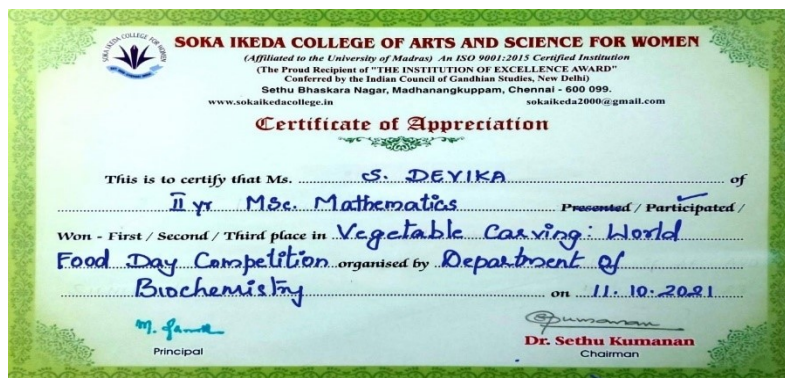 SOKA IKEDA COLLEGE OF ARTS AND SCIENCE FOR WOMEN
(Affiliated to the University of Madras) An ISO 9001:2015 Certified Institution
(The Proud Recipient of "THE INSTITUTION OF EXCELLENCE AWARD"
Conferred by the Indian Council of Gandhian Studies, New Delhi)
Sethu Bhaskara Nagar, Madhanangkuppam, Chennai - 600 099.
www.sokaikedacollege.in sokaikeda2000@gmail.com
Certificate of Appreciation
This is to certify that Ms. S. DEVIKA of
II yr MSc. Mathematics Presented / Participated /
Won - First / Second / Third place in Vegetable Carving: World
Food Day Competition organised by Department of
Biochemistry on 11.10.2021
Principal
Dr. Sethu Kumanan
Chairman